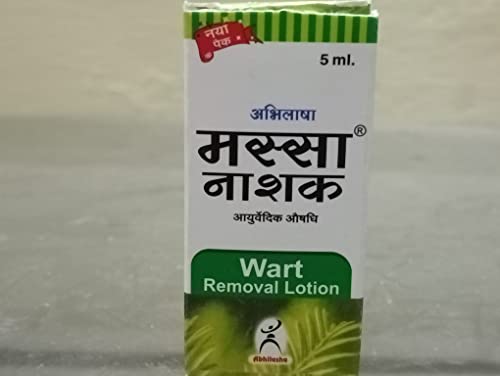 नया
पैक
5 ml.
अभिलाषा
मस्सा®
नाशक
आयुर्वेदिक औषधि
Wart
Removal Lotion
Abhilasha